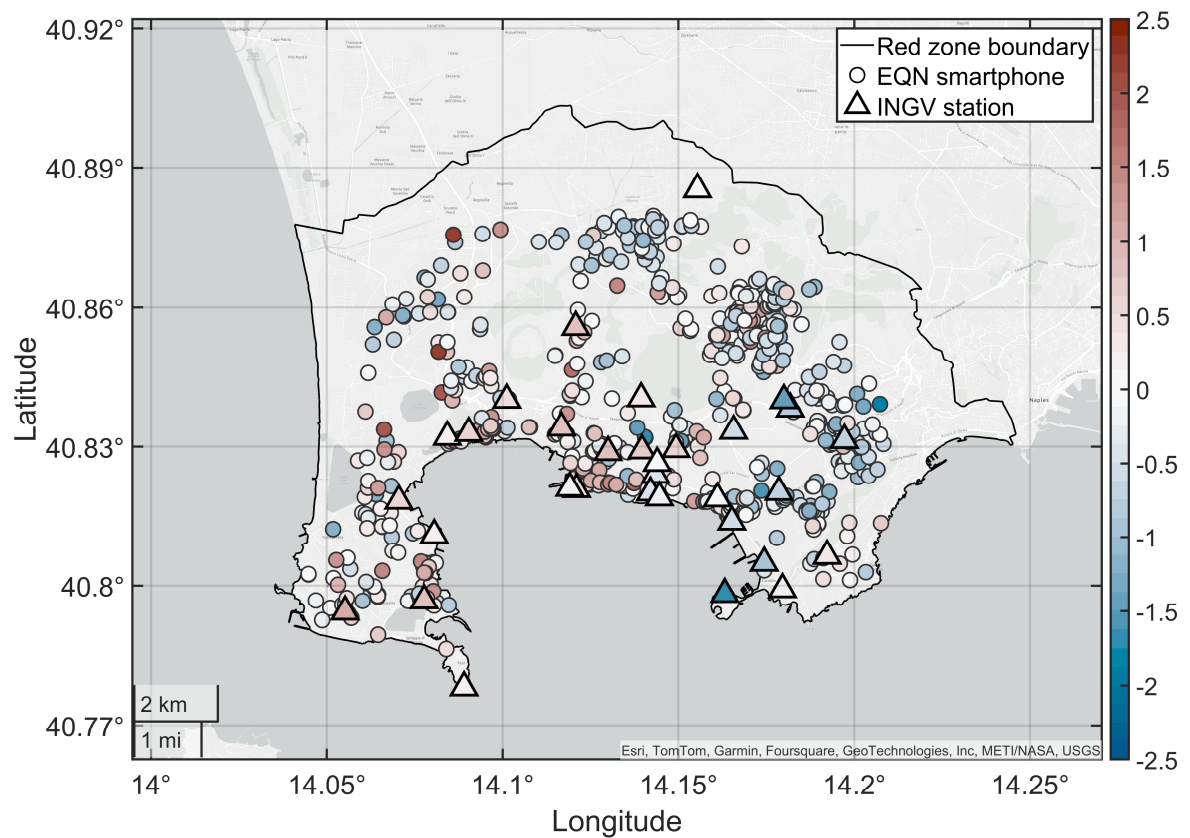 40.92°
40.89°
40.86°
40.83°
40.8°
40.77°
Latitude
Red zone boundary
EQN smartphone
INGV station
2.5
2
1.5
1
0.5
0
-0.5
-1
-1.5
-2
-2.5
Naples
2 km
1 mi
Esri, TomTom, Garmin, Foursquare, GeoTechnologies, Inc, METI/NASA, USGS
14°
14.05°
14.1°
14.15°
14.2°
14.25°
Longitude